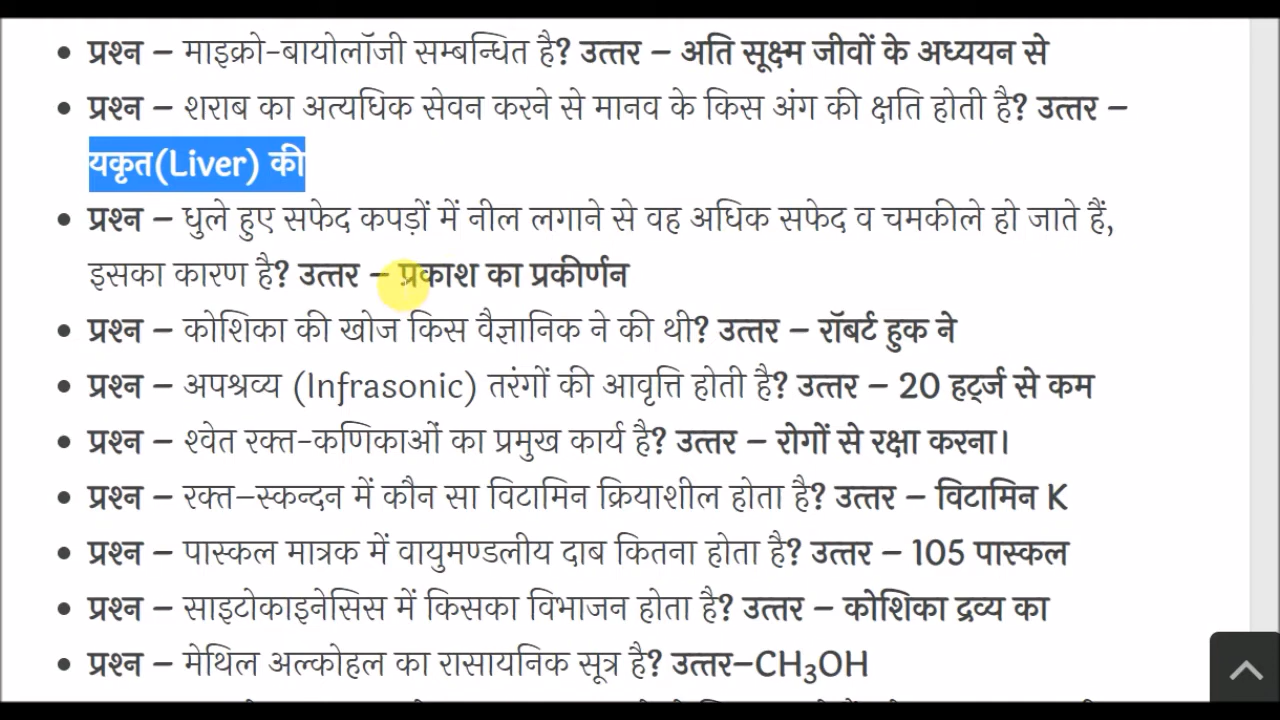 • प्रश्न – माइक्रो-बायोलॉजी सम्बन्धित है? उत्तर – अति सूक्ष्म जीवों के अध्ययन से
• प्रश्न – शराब का अत्यधिक सेवन करने से मानव के किस अंग की क्षति होती है? उत्तर –
यकृत(Liver) की
• प्रश्न – धुले हुए सफेद कपड़ों में नील लगाने से वह अधिक सफेद व चमकीले हो जाते हैं,
इसका कारण है? उत्तर – प्रकाश का प्रकीर्णन
• प्रश्न – कोशिका की खोज किस वैज्ञानिक ने की थी? उत्तर – रॉबर्ट हुक ने
• प्रश्न – अपश्रव्य (Infrasonic) तरंगों की आवृत्ति होती है? उत्तर – 20 हर्ट्ज से कम
• प्रश्न – श्वेत रक्त-कणिकाओं का प्रमुख कार्य है? उत्तर – रोगों से रक्षा करना।
• प्रश्न – रक्त–स्कन्दन में कौन सा विटामिन क्रियाशील होता है? उत्तर – विटामिन K
• प्रश्न – पास्कल मात्रक में वायुमण्डलीय दाब कितना होता है? उत्तर – 105 पास्कल
• प्रश्न – साइटोकाइनेसिस में किसका विभाजन होता है? उत्तर – कोशिका द्रव्य का
• प्रश्न – मेथिल अल्कोहल का रासायनिक सूत्र है? उत्तर–CH₃OH